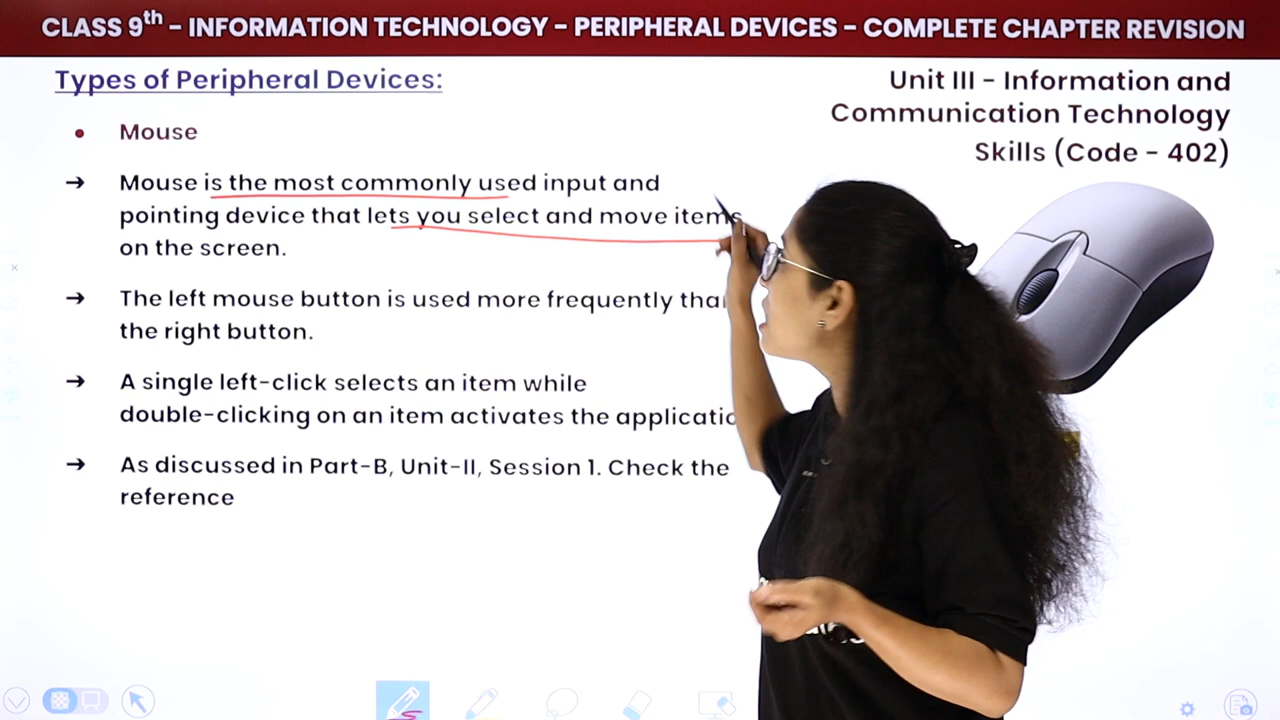 CLASS 9th – INFORMATION TECHNOLOGY – PERIPHERAL DEVICES – COMPLETE CHAPTER REVISION
Types of Peripheral Devices:
Unit III – Information and
Communication Technology
Skills (Code – 402)
• Mouse
→ Mouse is the most commonly used input and
pointing device that lets you select and move items
on the screen.
→ The left mouse button is used more frequently
the right button.
→ A single left-click selects an item while
double-clicking on an item activates the
→ As discussed in Part-B, Unit-II, Session 1. Check the
reference